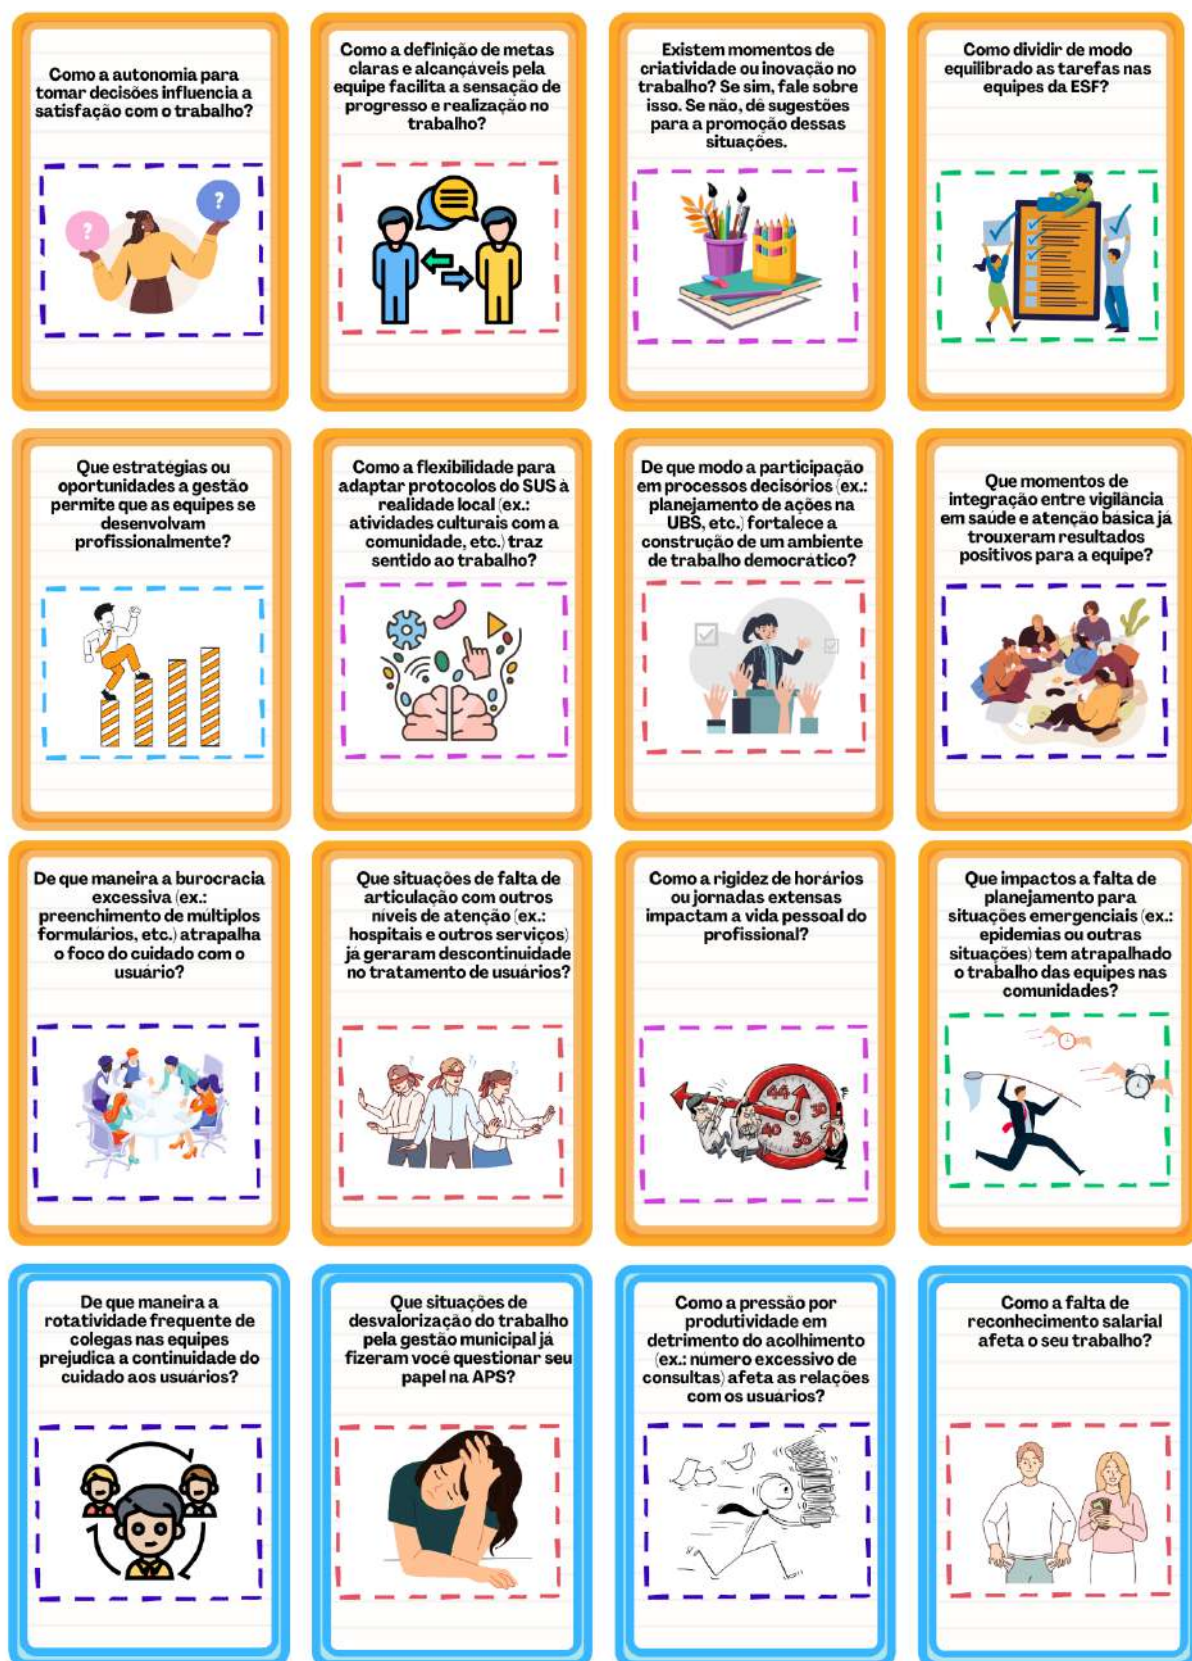 Como a autonomia para
tomar decisões influencia a
satisfação com o trabalho?
?
?
Como a definição de metas
claras e alcançáveis pela
equipe facilita a sensação de
progresso e realização no
trabalho?
Existem momentos de
criatividade ou inovação no
trabalho? Se sim, fale sobre
isso. Se não, dê sugestões
para a promoção dessas
situações.
Como dividir de modo
equilibrado as tarefas nas
equipes da ESF?
Que estratégias ou
oportunidades a gestão
permite que as equipes se
desenvolvam
profissionalmente?
Como a flexibilidade para
adaptar protocolos do SUS à
realidade local (ex.:
atividades culturais com a
comunidade, etc.) traz
sentido ao trabalho?
De que modo a participação
em processos decisórios (ex.:
planejamento de ações na
UBS, etc.) fortalece a
construção de um ambiente
de trabalho democrático?
Que momentos de
integração entre vigilância
em saúde e atenção básica já
trouxeram resultados
positivos para a equipe?
De que maneira a burocracia
excessiva (ex.:
preenchimento de múltiplos
formulários, etc.) atrapalha
o foco do cuidado com o
usuário?
Que situações de falta de
articulação com outros
níveis de atenção (ex.:
hospitais e outros serviços)
já geraram descontinuidade
no tratamento de usuários?
Como a rigidez de horários
ou jornadas extensas
impactam a vida pessoal do
profissional?
44
30
40
36
Que impactos a falta de
planejamento para
situações emergenciais (ex.:
epidemias ou outras
situações) tem atrapalhado
o trabalho das equipes nas
comunidades?
De que maneira a
rotatividade frequente de
colegas nas equipes
prejudica a continuidade do
cuidado aos usuários?
Que situações de
desvalorização do trabalho
pela gestão municipal já
fizeram você questionar seu
papel na APS?
Como a pressão por
produtividade em
detrimento do acolhimento
(ex.: número excessivo de
consultas) afeta as relações
com os usuários?
Como a falta de
reconhecimento salarial
afeta o seu trabalho?